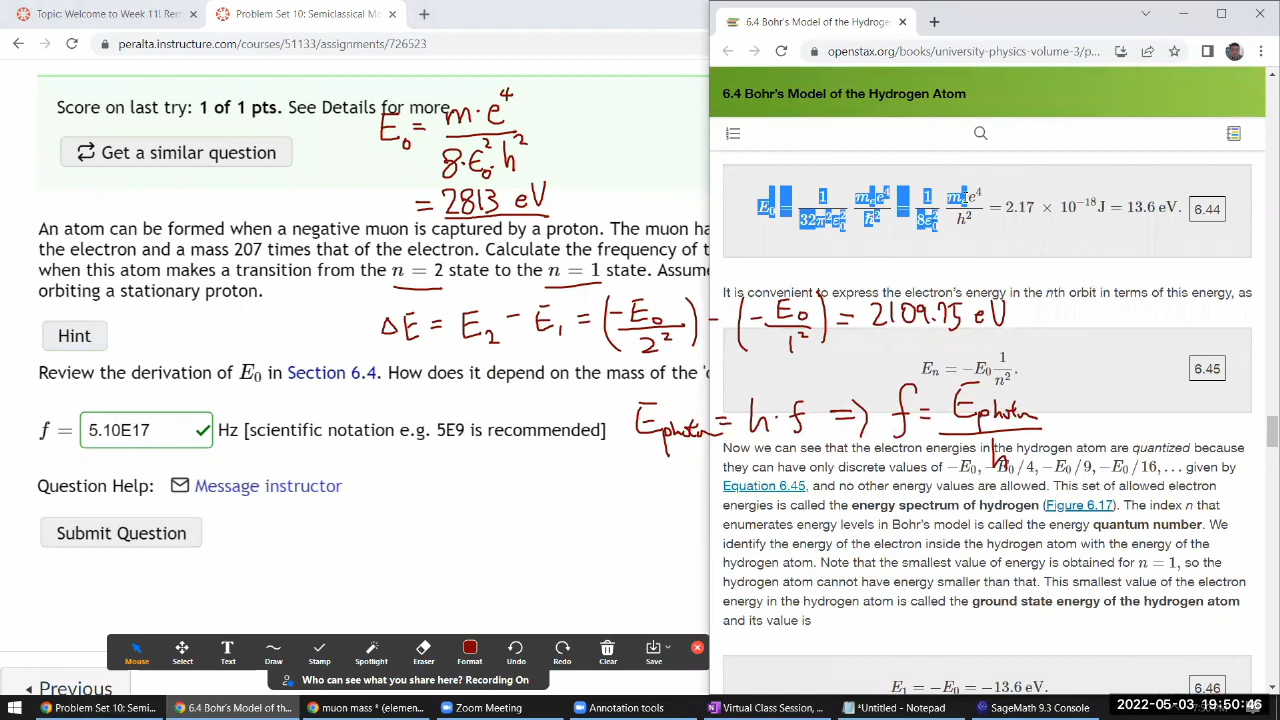 Topic: Welcome to Week 11! Rem
Problem Set 10: Semiclassical Mo
peralta.instructure.com/courses/51133/assignments/726523
Score on last try: 1 of 1 pts. See Details for more.
Get a similar question
E₀ = m·e⁴ / 8·ε₀²·h²
= 2813 eV
An atom can be formed when a negative muon is captured by a proton. The muon ha
the electron and a mass 207 times that of the electron. Calculate the frequency of t
when this atom makes a transition from the n = 2 state to the n = 1 state. Assume
orbiting a stationary proton.
ΔE = E₂ - E₁ = (-E₀/2²) - (-E₀/1²) = 2109.75 eV
Hint
Review the derivation of E₀ in Section 6.4. How does it depend on the mass of the 'o
E photon = h·f ⇒ f = E photon / h
f = 5.10E17 Hz [scientific notation e.g. 5E9 is recommended]
Question Help: Message instructor
Submit Question
Previous
6.4 Bohr's Model of the Hydroge
openstax.org/books/university-physics-volume-3/p...
6.4 Bohr's Model of the Hydrogen Atom
E₀ = 1/32π²ε₀² mₑe⁴/ħ² = 1/8ε₀² mₑe⁴/h² = 2.17 × 10⁻¹⁸J = 13.6 eV. 6.44
It is convenient to express the electron's energy in the nth orbit in terms of this energy, as
Eₙ = −E₀ 1/n². 6.45
Now we can see that the electron energies in the hydrogen atom are quantized because
they can have only discrete values of −E₀, −E₀/4, −E₀/9, −E₀/16, … given by
Equation 6.45, and no other energy values are allowed. This set of allowed electron
energies is called the energy spectrum of hydrogen (Figure 6.17). The index n that
enumerates energy levels in Bohr's model is called the energy quantum number. We
identify the energy of the electron inside the hydrogen atom with the energy of the
hydrogen atom. Note that the smallest value of energy is obtained for n = 1, so the
hydrogen atom cannot have energy smaller than that. This smallest value of the electron
energy in the hydrogen atom is called the ground state energy of the hydrogen atom
and its value is
E₁ = −E₀ = −13.6 eV. 6.46
Mouse Select Text Draw Stamp Spotlight Eraser Format Undo Redo Clear Save
Who can see what you share here? Recording On
Problem Set 10: Sem
6.4 Bohr's Model of th
muon mass * (elemen
Zoom Meeting
Annotation tools
Virtual Class Session,
*Untitled - Notepad
SageMath 9.3 Console
2022-05-03 19:50:46